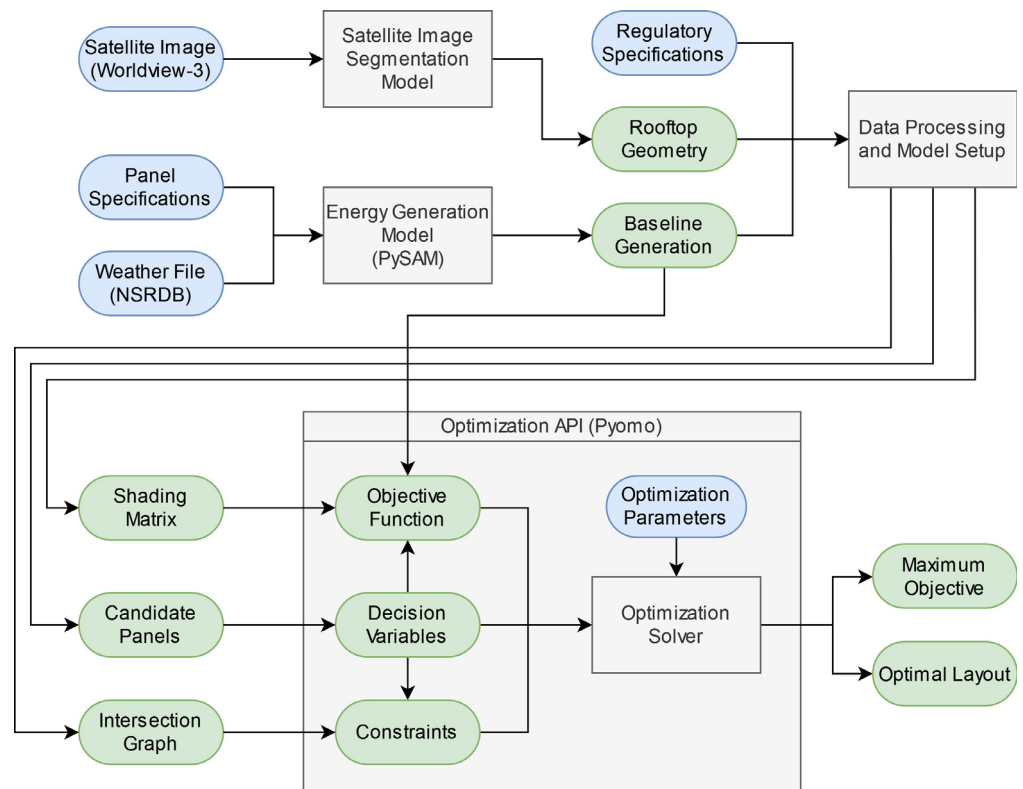 Satellite Image
(Worldview-3)
Satellite Image
Segmentation
Model
Regulatory
Specifications
Rooftop
Geometry
Data Processing
and Model Setup
Panel
Specifications
Energy Generation
Model
(PySAM)
Baseline
Generation
Weather File
(NSRDB)
Optimization API (Pyomo)
Shading
Matrix
Objective
Function
Optimization
Parameters
Candidate
Panels
Decision
Variables
Optimization
Solver
Maximum
Objective
Optimal Layout
Intersection
Graph
Constraints